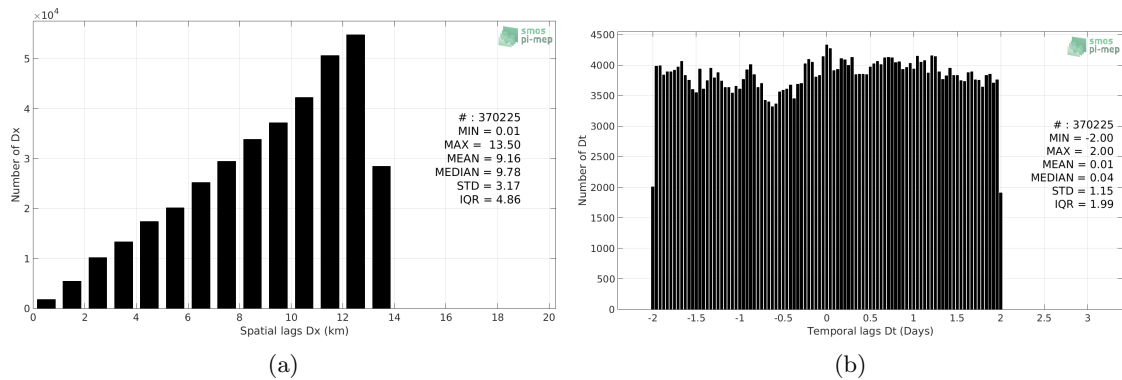 ×10⁴
smos
pi-mep
5
4
3
2
1
0
Number of Dx
# : 370225
MIN = 0.01
MAX = 13.50
MEAN = 9.16
MEDIAN = 9.78
STD = 3.17
IQR = 4.86
0 2 4 6 8 10 12 14 16 18 20
Spatial lags Dx (km)
(a)
smos
pi-mep
4500
4000
3500
3000
2500
2000
1500
1000
500
0
Number of Dt
# : 370225
MIN = -2.00
MAX = 2.00
MEAN = 0.01
MEDIAN = 0.04
STD = 1.15
IQR = 1.99
-2 -1.5 -1 -0.5 0 0.5 1 1.5 2 2.5 3
Temporal lags Dt (Days)
(b)